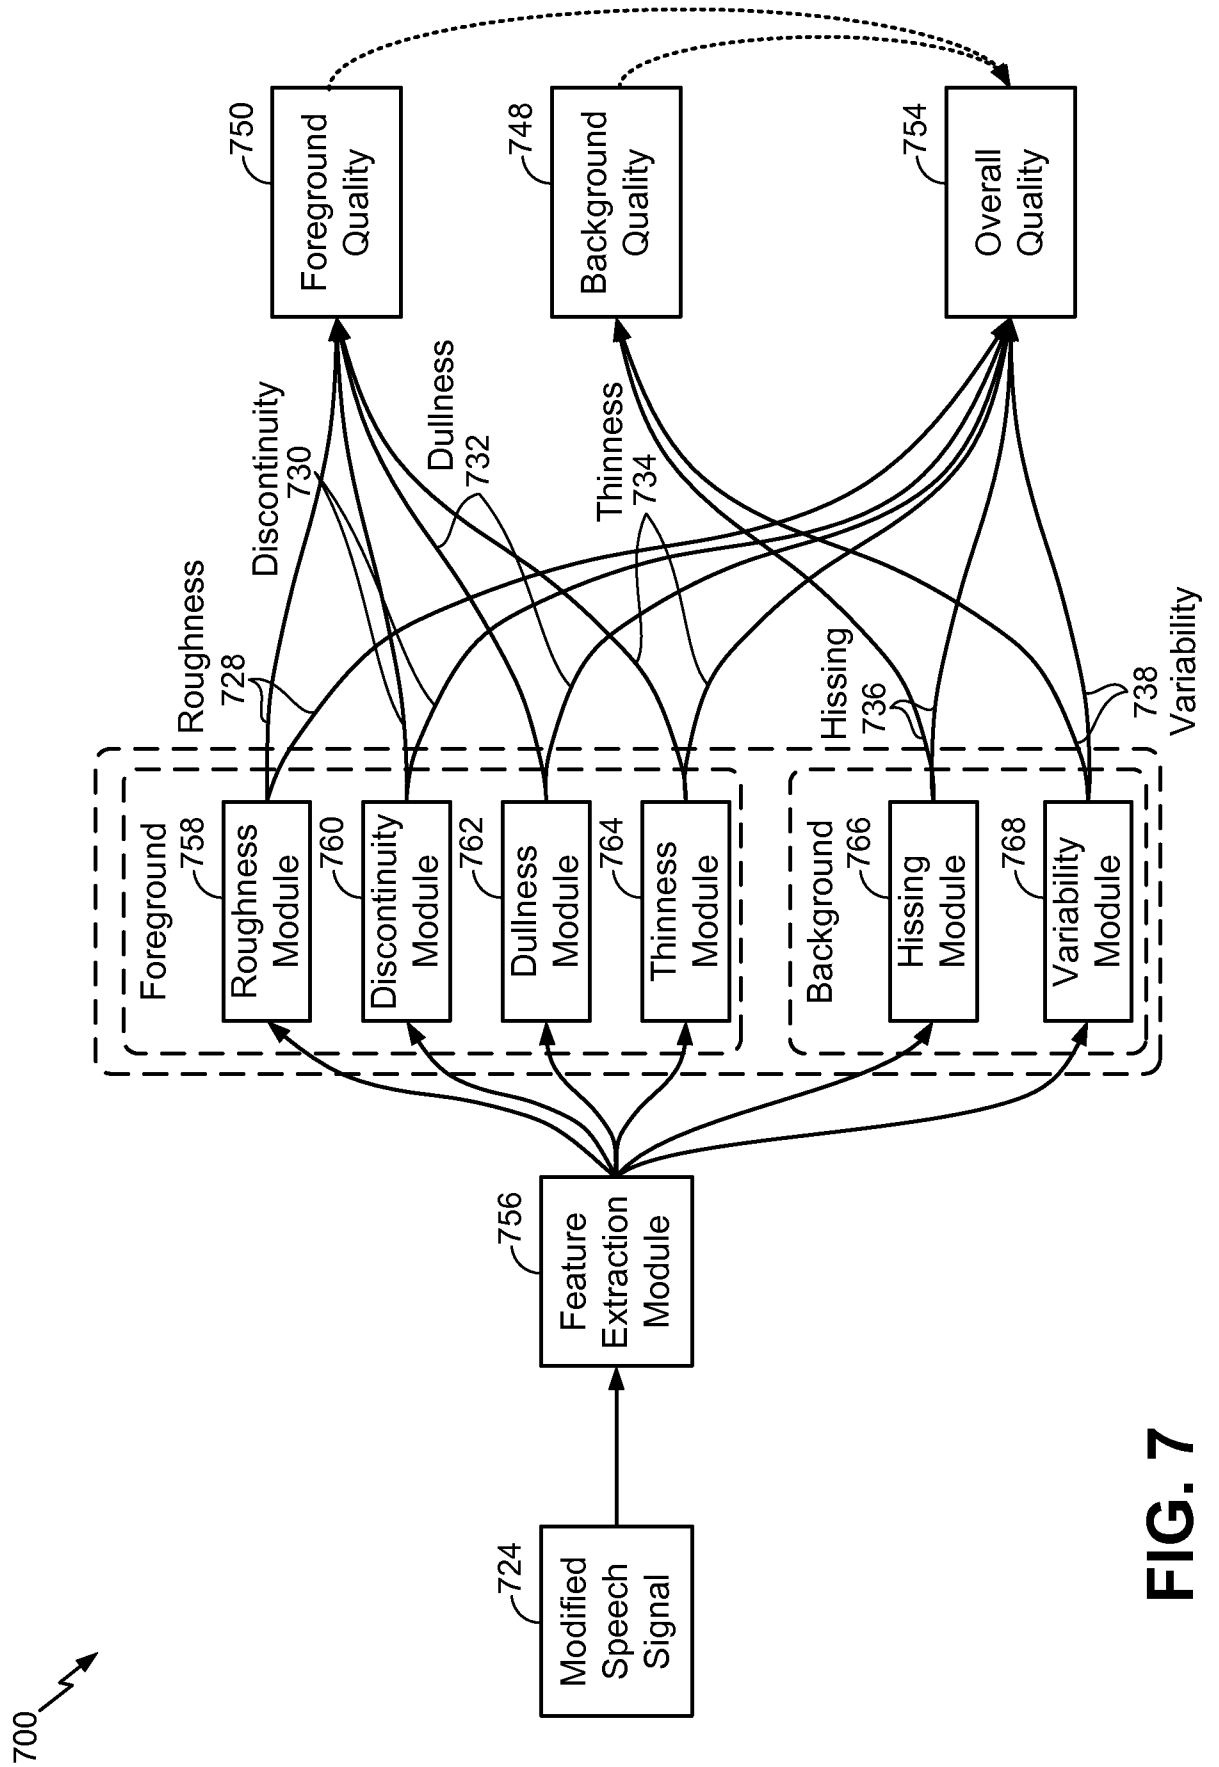 700
724
Modified
Speech
Signal
756
Feature
Extraction
Module
Foreground
758
Roughness
Module
760
Discontinuity
Module
762
Dullness
Module
764
Thinness
Module
Background
766
Hissing
Module
768
Variability
Module
Roughness
728
Discontinuity
730
Dullness
732
Thinness
734
Hissing
736
738
Variability
750
Foreground
Quality
748
Background
Quality
754
Overall
Quality
FIG. 7